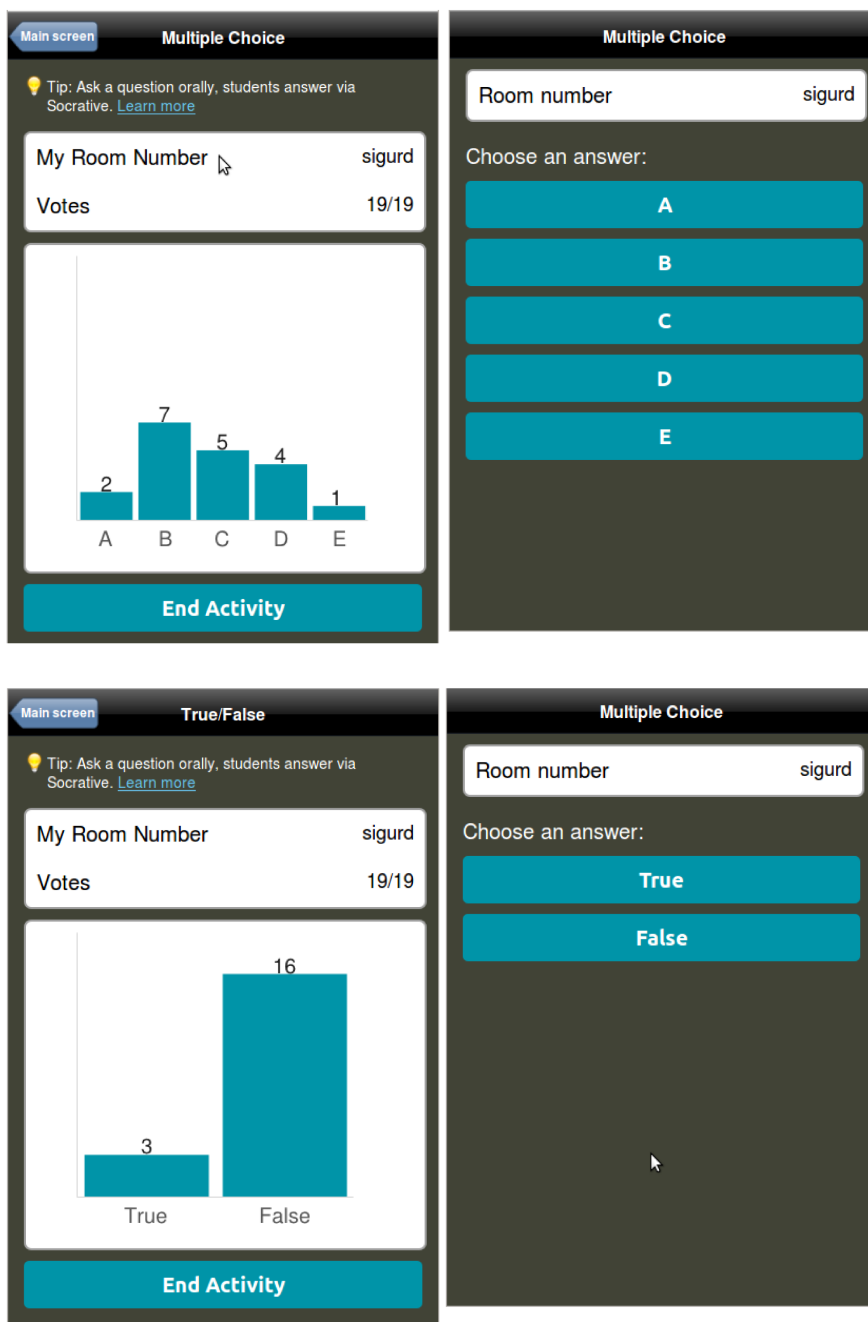 Main screen
Multiple Choice
Tip: Ask a question orally, students answer via
Socrative. Learn more
My Room Number sigurd
Votes 19/19
7
5
4
2
1
A B C D E
End Activity
Multiple Choice
Room number sigurd
Choose an answer:
A
B
C
D
E
Main screen
True/False
Tip: Ask a question orally, students answer via
Socrative. Learn more
My Room Number sigurd
Votes 19/19
16
3
True False
End Activity
Multiple Choice
Room number sigurd
Choose an answer:
True
False